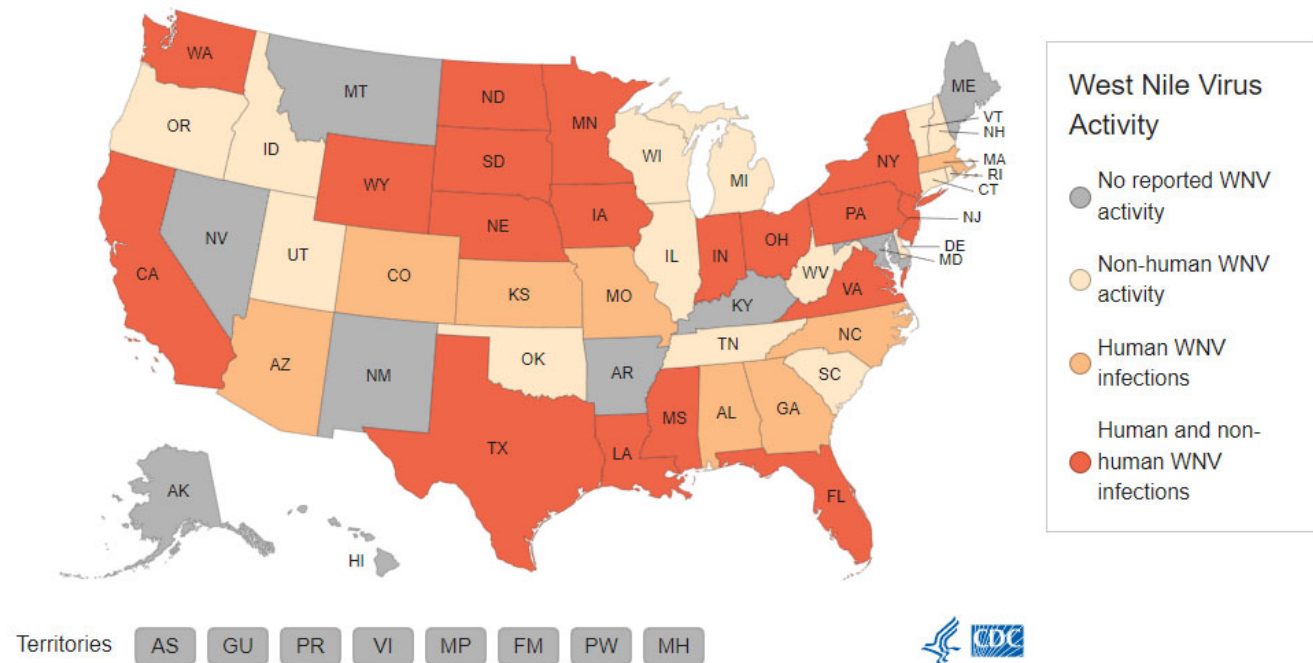 WA
MT
ND
MN
ME
VT
NH
OR
ID
WY
SD
WI
MI
NY
MA
RI
CT
NV
UT
NE
IA
PA
NJ
CA
CO
KS
MO
IL
IN
OH
WV
VA
DE
MD
KY
AZ
NM
OK
AR
TN
NC
SC
TX
LA
MS
AL
GA
FL
AK
HI
West Nile Virus
Activity
No reported WNV
activity
Non-human WNV
activity
Human WNV
infections
Human and non-
human WNV
infections
Territories AS GU PR VI MP FM PW MH
CDC